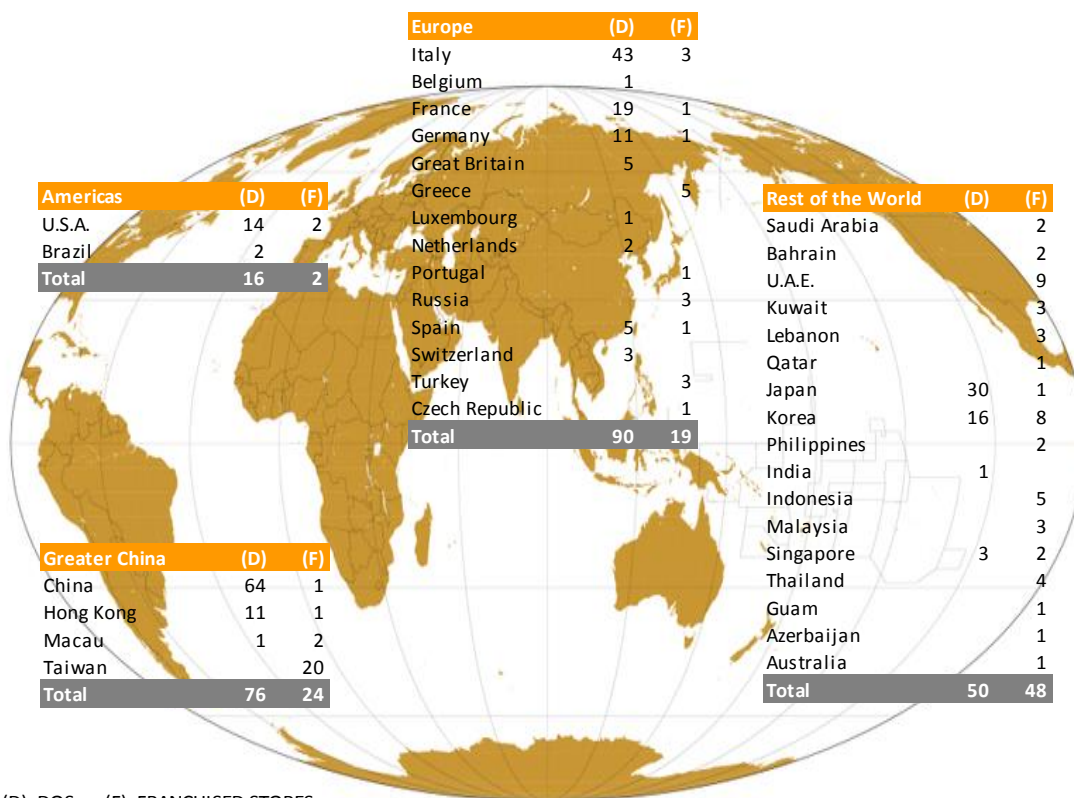 Europe (D) (F)
Italy 43 3
Belgium 1
France 19 1
Germany 11 1
Great Britain 5
Greece 5
Luxembourg 1
Netherlands 2
Portugal 1
Russia 3
Spain 5 1
Switzerland 3
Turkey 3
Czech Republic 1
Total 90 19
Americas (D) (F)
U.S.A. 14 2
Brazil 2
Total 16 2
Rest of the World (D) (F)
Saudi Arabia 2
Bahrain 2
U.A.E. 9
Kuwait 3
Lebanon 3
Qatar 1
Japan 30 1
Korea 16 8
Philippines 2
India 1
Indonesia 5
Malaysia 3
Singapore 3 2
Thailand 4
Guam 1
Azerbaijan 1
Australia 1
Total 50 48
Greater China (D) (F)
China 64 1
Hong Kong 11 1
Macau 1 2
Taiwan 20
Total 76 24
(D) DOS (F) FRANCHISED STORES